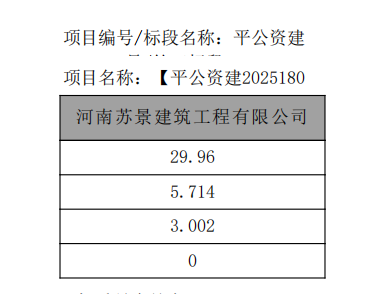 项目编号/标段名称: 平公资建
项目名称: 【平公资建2025180
河南苏景建筑工程有限公司
29.96
5.714
3.002
0